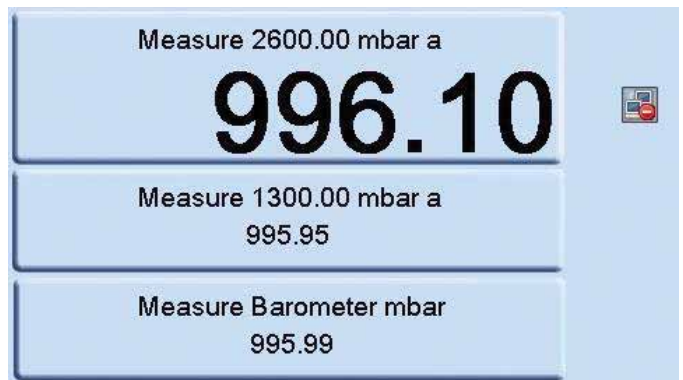 Measure 2600.00 mbar a
996.10
Measure 1300.00 mbar a
995.95
Measure Barometer mbar
995.99